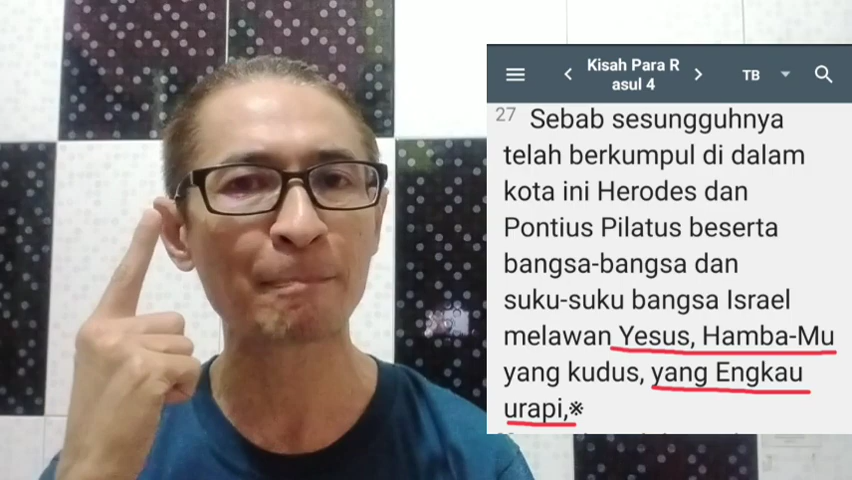 Kisah Para R
asul 4
TB
27 Sebab sesungguhnya
telah berkumpul di dalam
kota ini Herodes dan
Pontius Pilatus beserta
bangsa-bangsa dan
suku-suku bangsa Israel
melawan Yesus, Hamba-Mu
yang kudus, yang Engkau
urapi,※